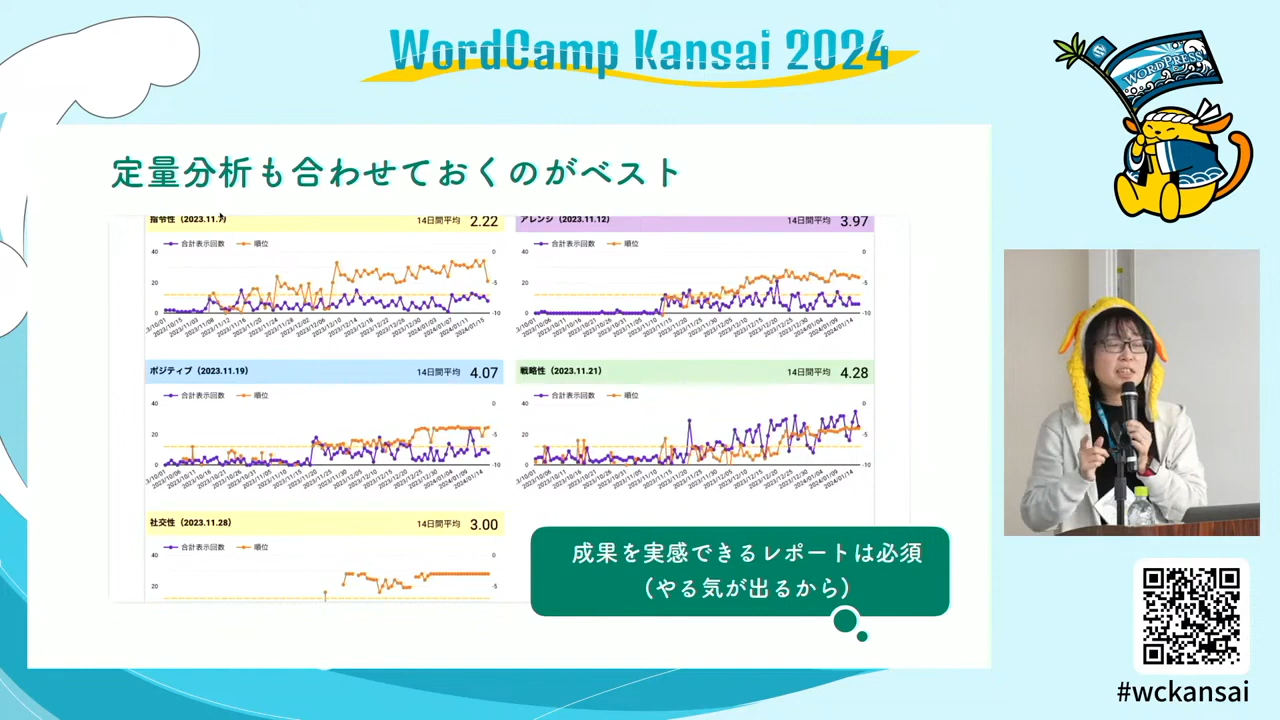 WordCamp Kansai 2024
WORDPRESS
定量分析も合わせておくのがベスト
指令性（2023.11.7） 14日間平均 2.22
アレンジ（2023.11.12） 14日間平均 3.97
合計表示回数 順位
合計表示回数 順位
ポジティブ（2023.11.19） 14日間平均 4.07
戦略性（2023.11.21） 14日間平均 4.28
合計表示回数 順位
合計表示回数 順位
社交性（2023.11.28） 14日間平均 3.00
合計表示回数 順位
成果を実感できるレポートは必須
（やる気が出るから）
#wckansai